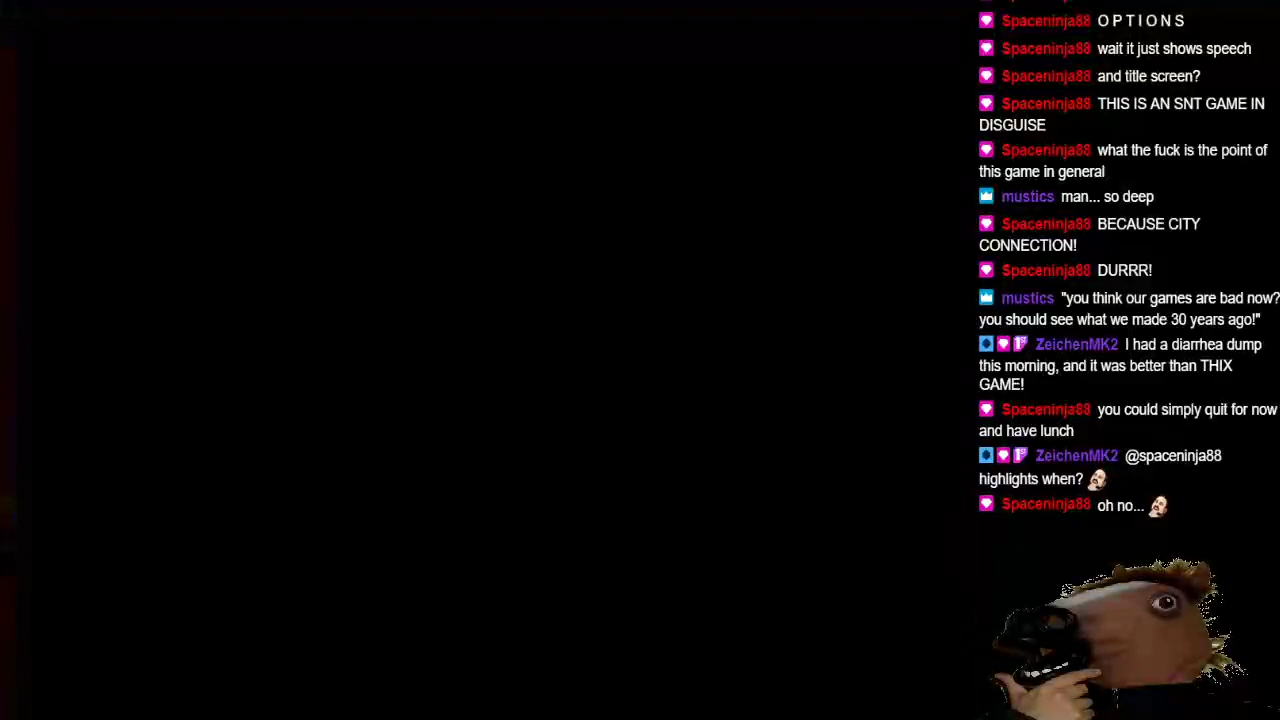 Spaceninja88 O P T I O N S
Spaceninja88 wait it just shows speech
Spaceninja88 and title screen?
Spaceninja88 THIS IS AN SNT GAME IN
DISGUISE
Spaceninja88 what the fuck is the point of
this game in general
mustics man... so deep
Spaceninja88 BECAUSE CITY
CONNECTION!
Spaceninja88 DURRR!
mustics "you think our games are bad now?
you should see what we made 30 years ago!"
ZeichenMK2 I had a diarrhea dump
this morning, and it was better than THIX
GAME!
Spaceninja88 you could simply quit for now
and have lunch
ZeichenMK2 @spaceninja88
highlights when?
Spaceninja88 oh no...